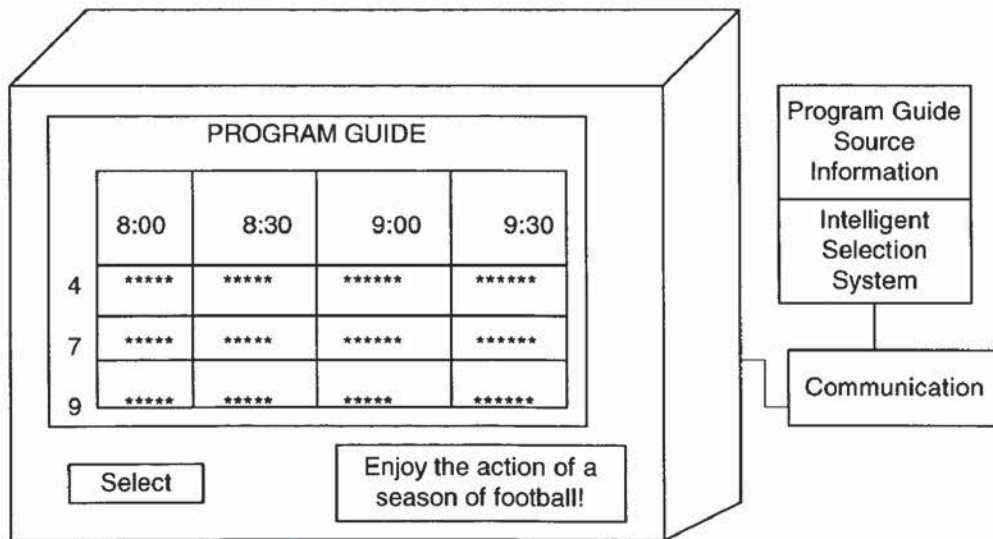 PROGRAM GUIDE
8:00 8:30 9:00 9:30
4 ***** ***** ****** ******
7 ***** ***** ****** ******
9 ***** ***** ***** ******
Select
Enjoy the action of a
season of football!
Program Guide
Source
Information
Intelligent
Selection
System
Communication